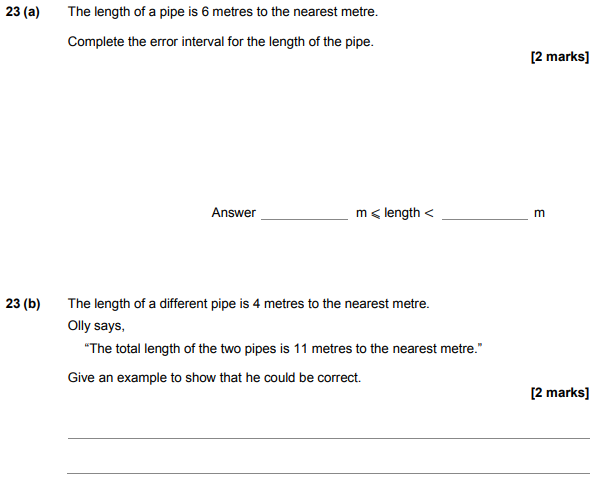 23 (a) The length of a pipe is 6 metres to the nearest metre.
Complete the error interval for the length of the pipe.
[2 marks]
Answer ____________ m ⩽ length < ____________ m
23 (b) The length of a different pipe is 4 metres to the nearest metre.
Olly says,
“The total length of the two pipes is 11 metres to the nearest metre.”
Give an example to show that he could be correct.
[2 marks]